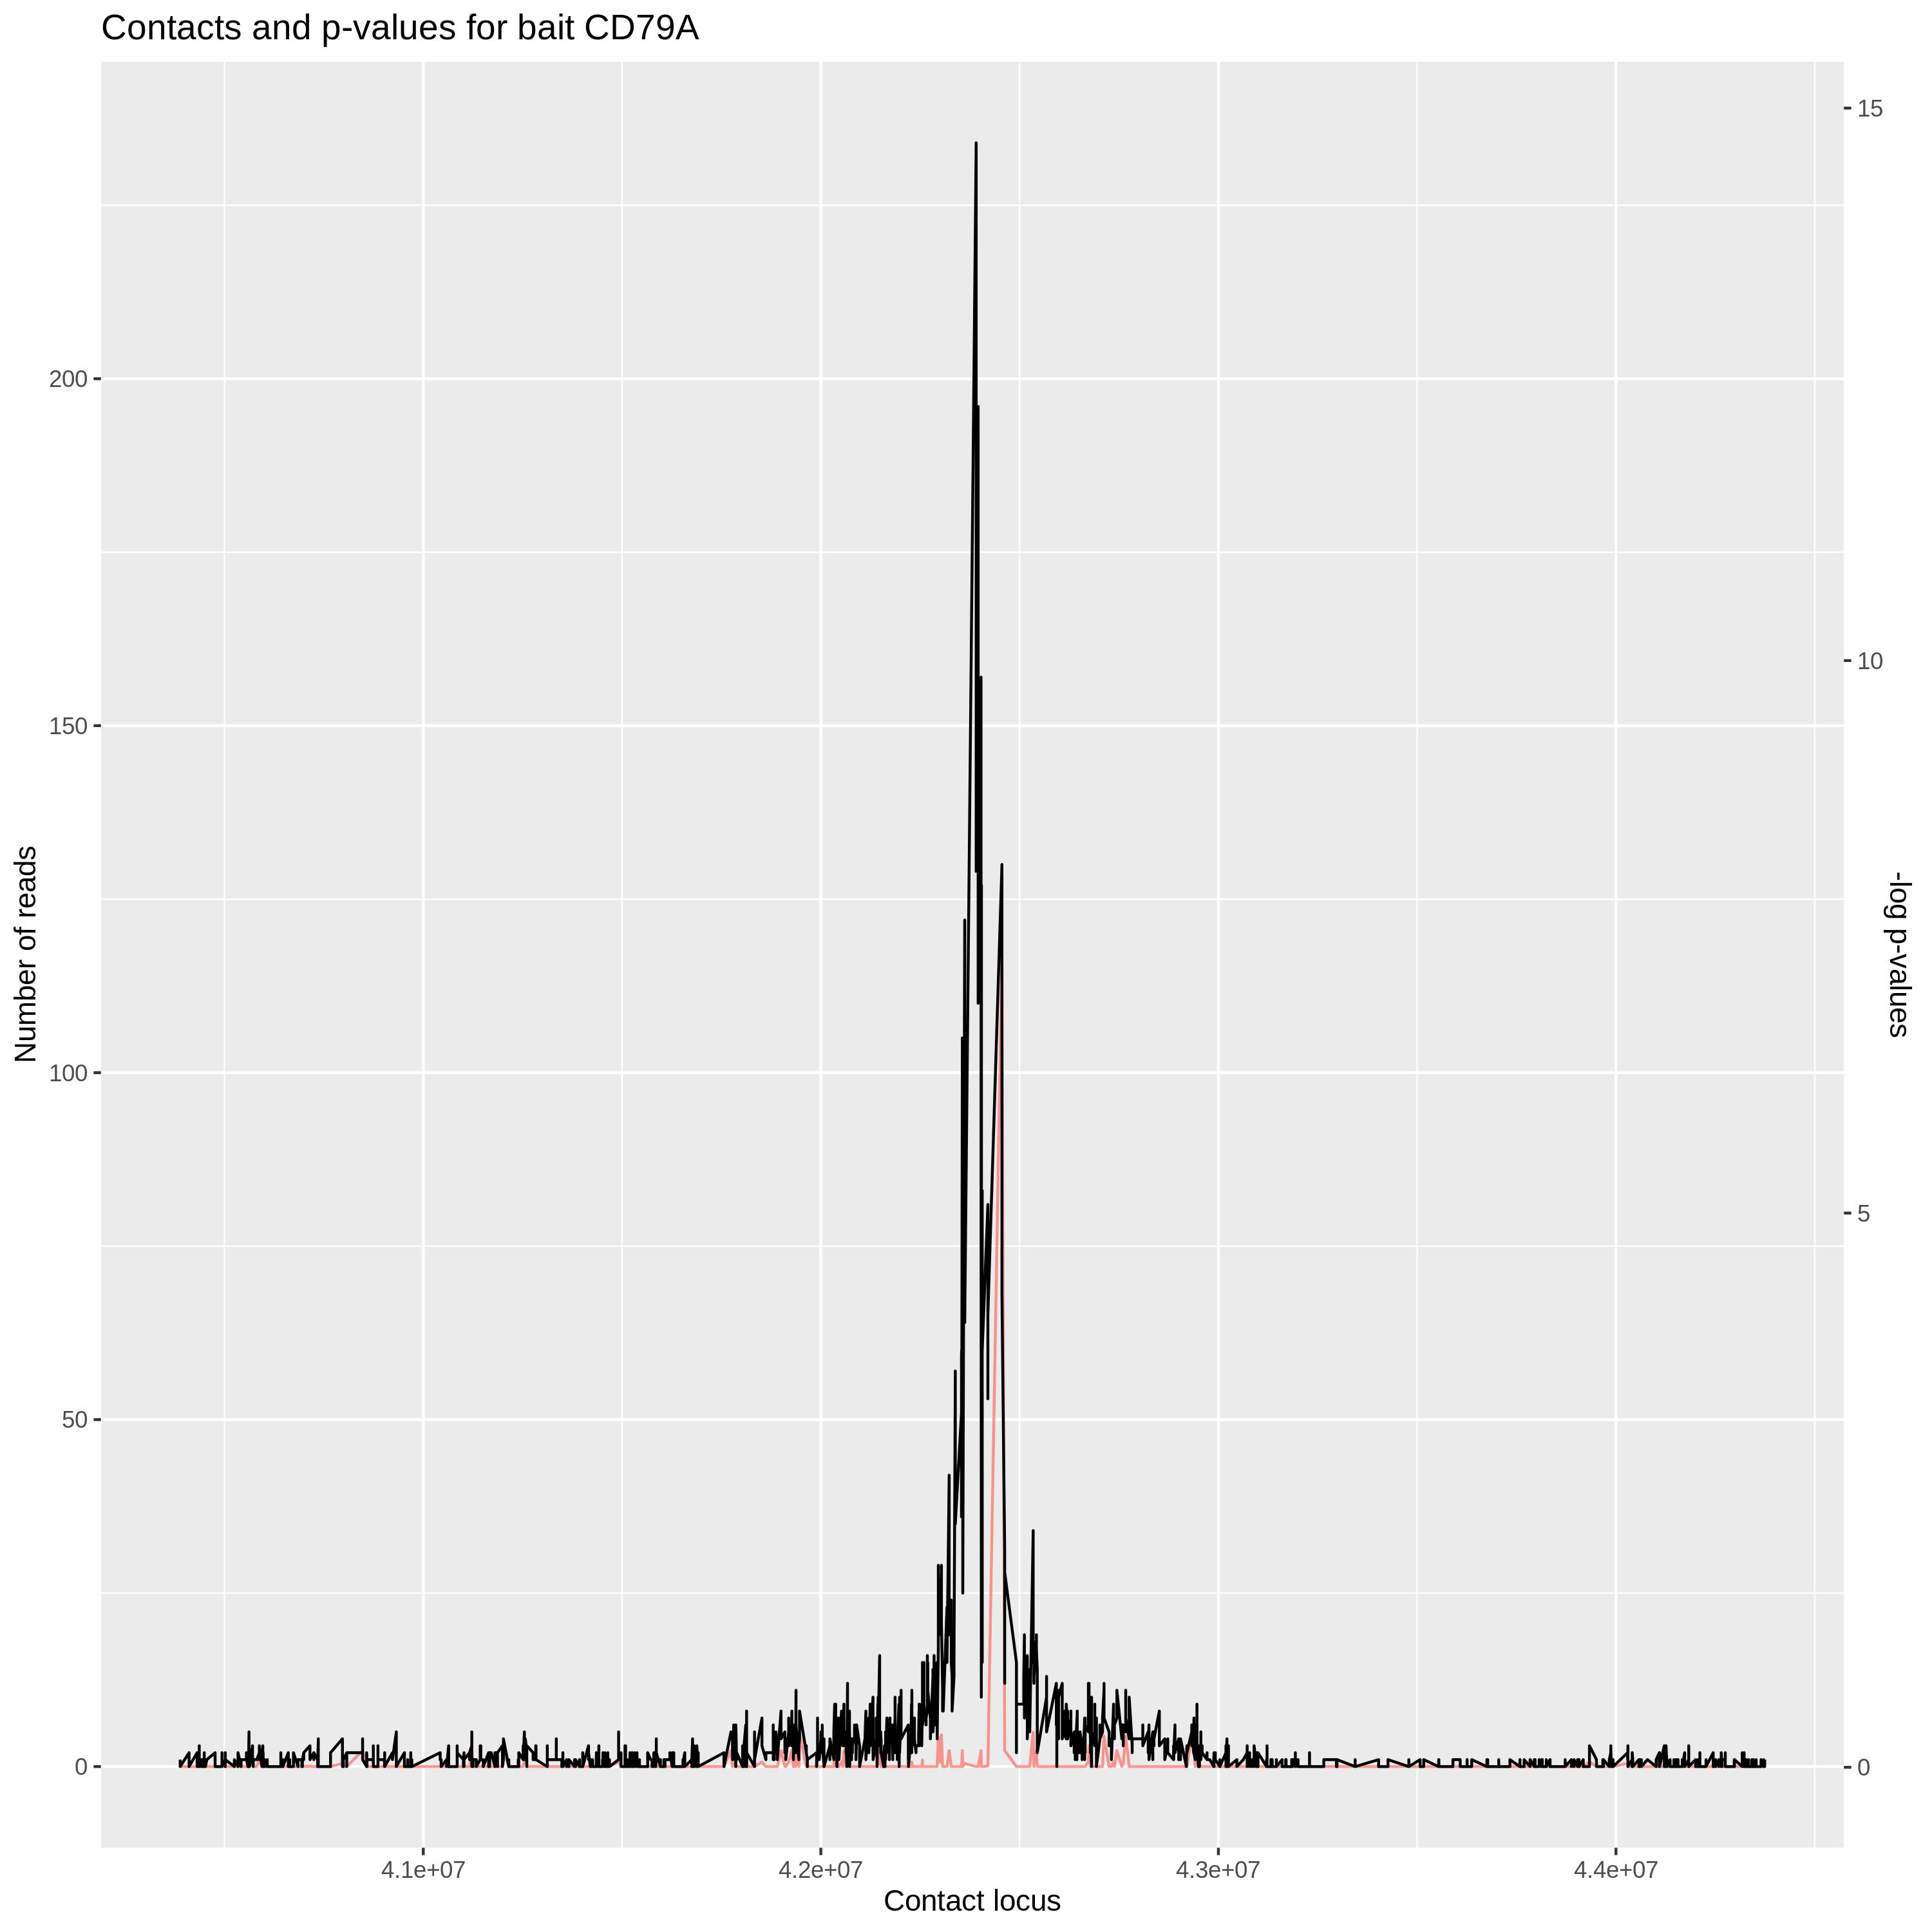 Contacts and p-values for bait CD79A
15
200
10
150
Number of reads
-log p-values
100
5
50
0
0
4.1e+07
4.2e+07
4.3e+07
4.4e+07
Contact locus